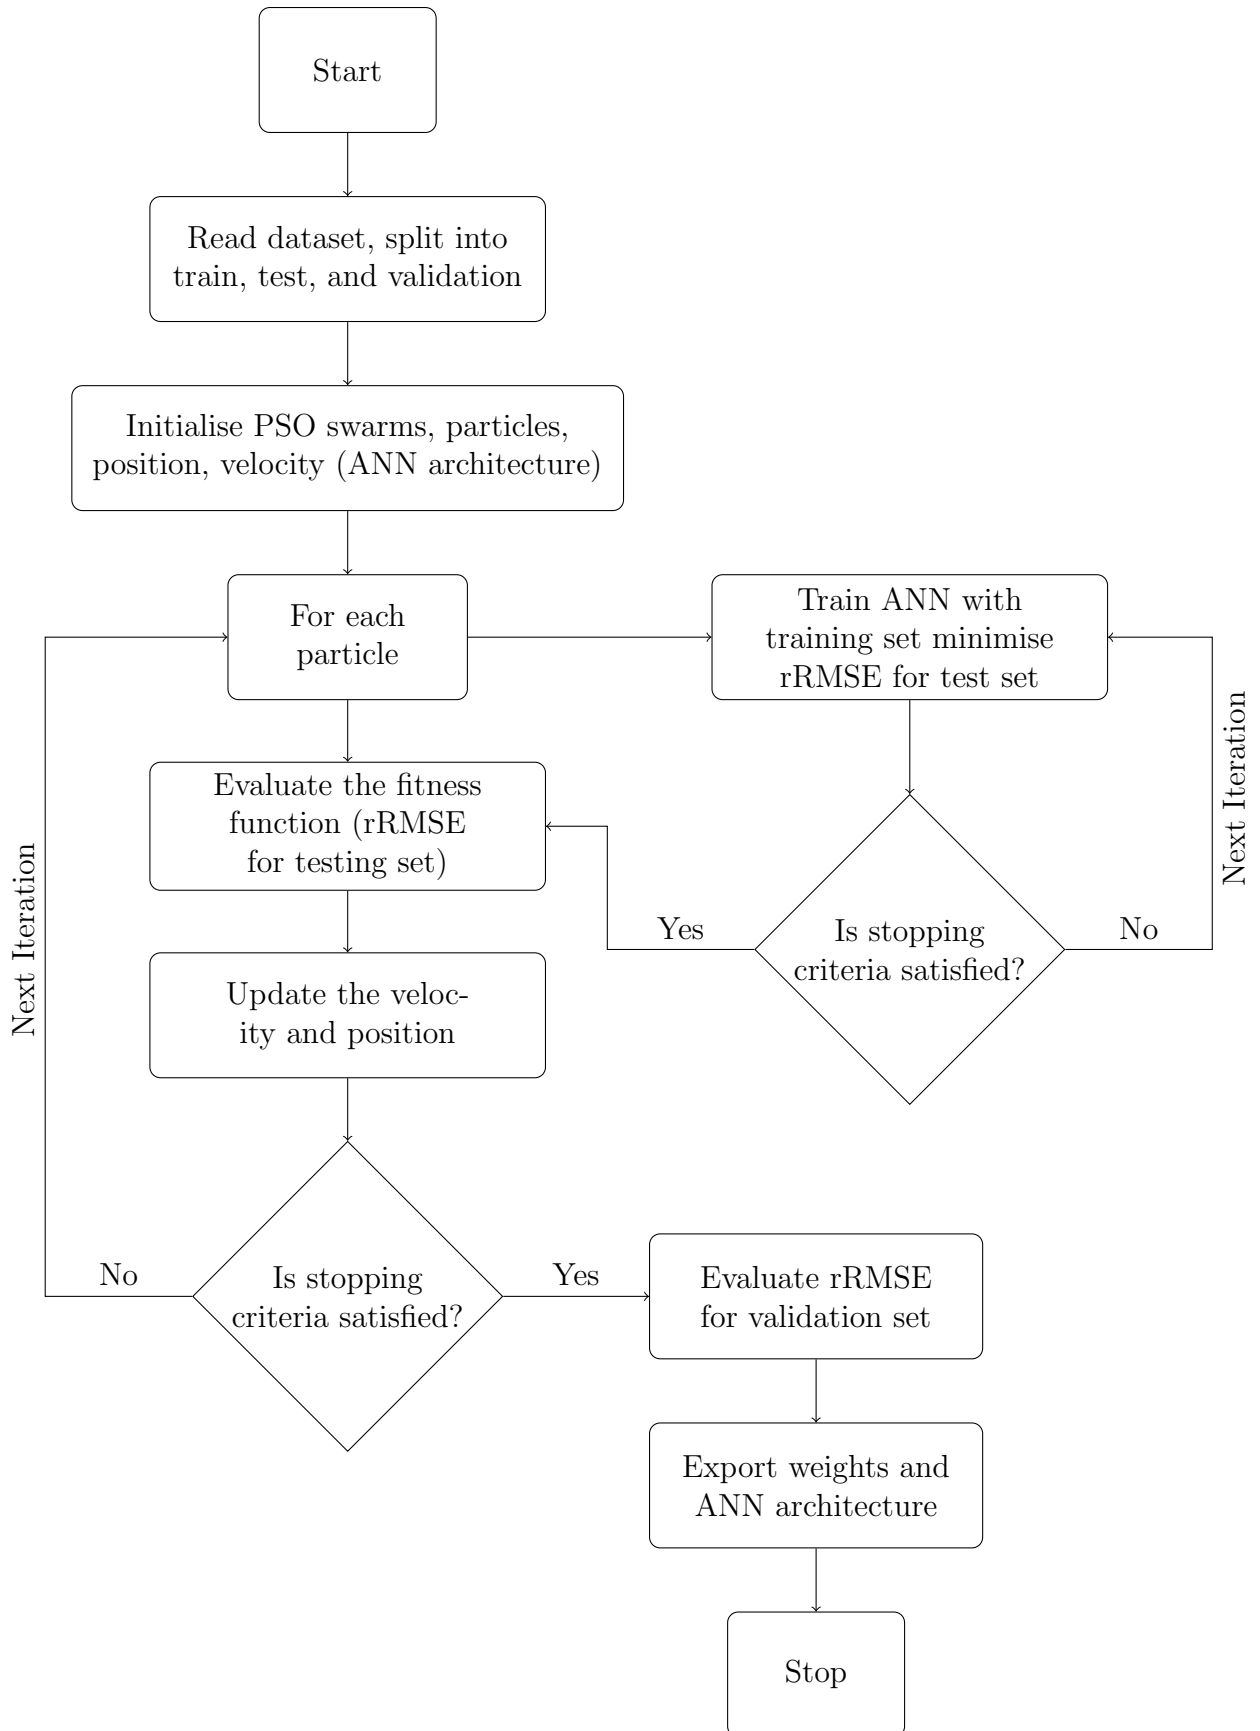 Start
Read dataset, split into
train, test, and validation
Initialise PSO swarms, particles,
position, velocity (ANN architecture)
For each
particle
Train ANN with
training set minimise
rRMSE for test set
Next Iteration
Evaluate the fitness
function (rRMSE
for testing set)
Yes
Is stopping
criteria satisfied?
No
Next Iteration
Update the veloc-
ity and position
No
Is stopping
criteria satisfied?
Yes
Evaluate rRMSE
for validation set
Export weights and
ANN architecture
Stop